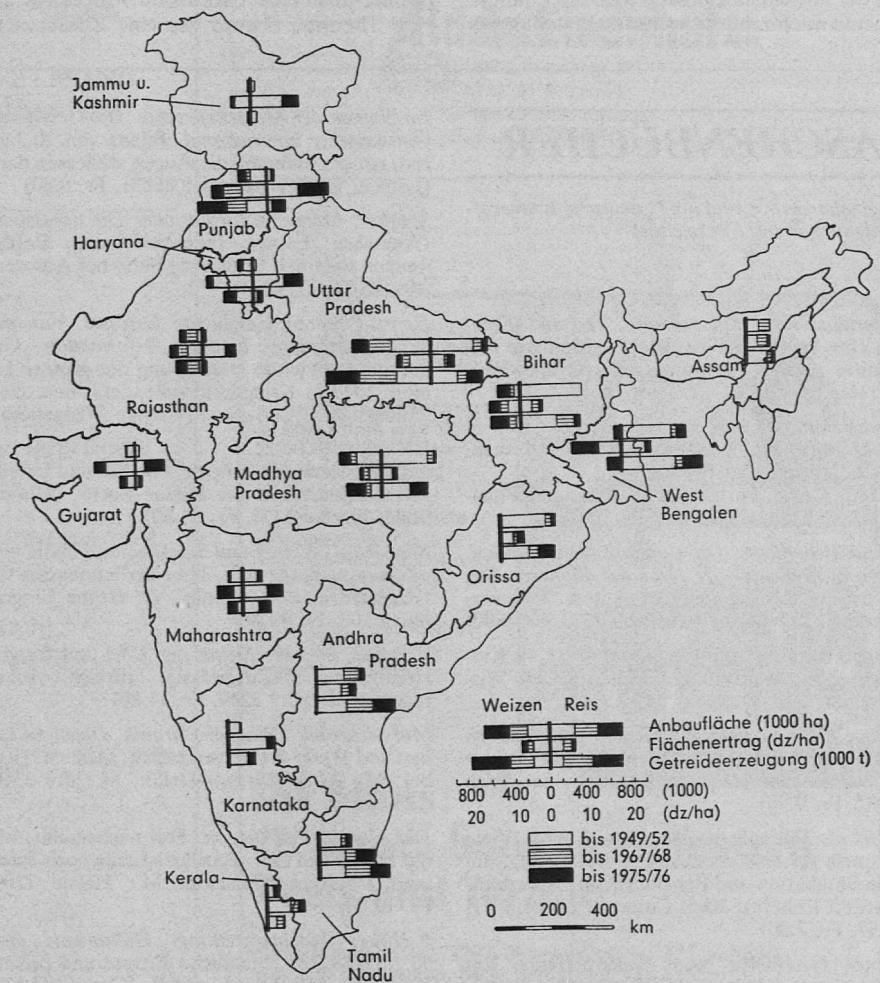 Jammu u.
Kashmir
Punjab
Haryana
Uttar
Pradesh
Rajasthan
Bihar
Assam
Gujarat
Madhya
Pradesh
West
Bengalen
Orissa
Maharashtra
Andhra
Pradesh
Karnataka
Kerala
Tamil
Nadu
Weizen Reis
Anbaufläche (1000 ha)
Flächenertrag (dz/ha)
Getreideerzeugung (1000 t)
800 400 0 400 800 (1000)
20 10 0 10 20 (dz/ha)
bis 1949/52
bis 1967/68
bis 1975/76
0 200 400
km